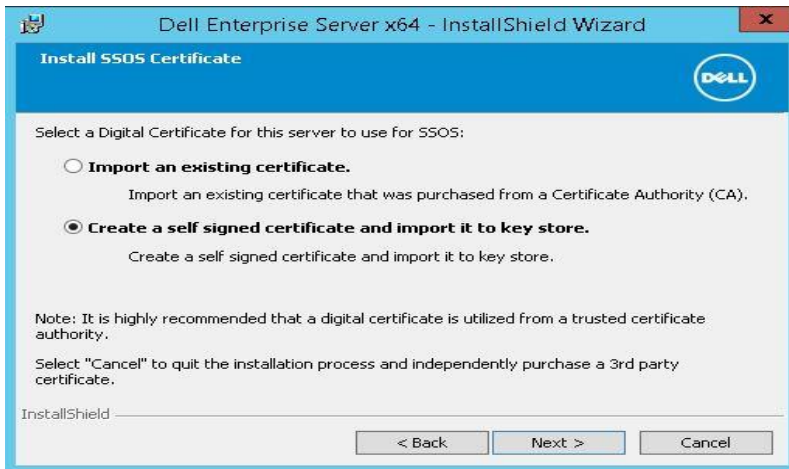 Dell Enterprise Server x64 - InstallShield Wizard
x
Install SSOS Certificate
DELL
Select a Digital Certificate for this server to use for SSOS:
Import an existing certificate.
Import an existing certificate that was purchased from a Certificate Authority (CA).
Create a self signed certificate and import it to key store.
Create a self signed certificate and import it to key store.
Note: It is highly recommended that a digital certificate is utilized from a trusted certificate
authority.
Select "Cancel" to quit the installation process and independently purchase a 3rd party
certificate.
InstallShield
< Back Next > Cancel